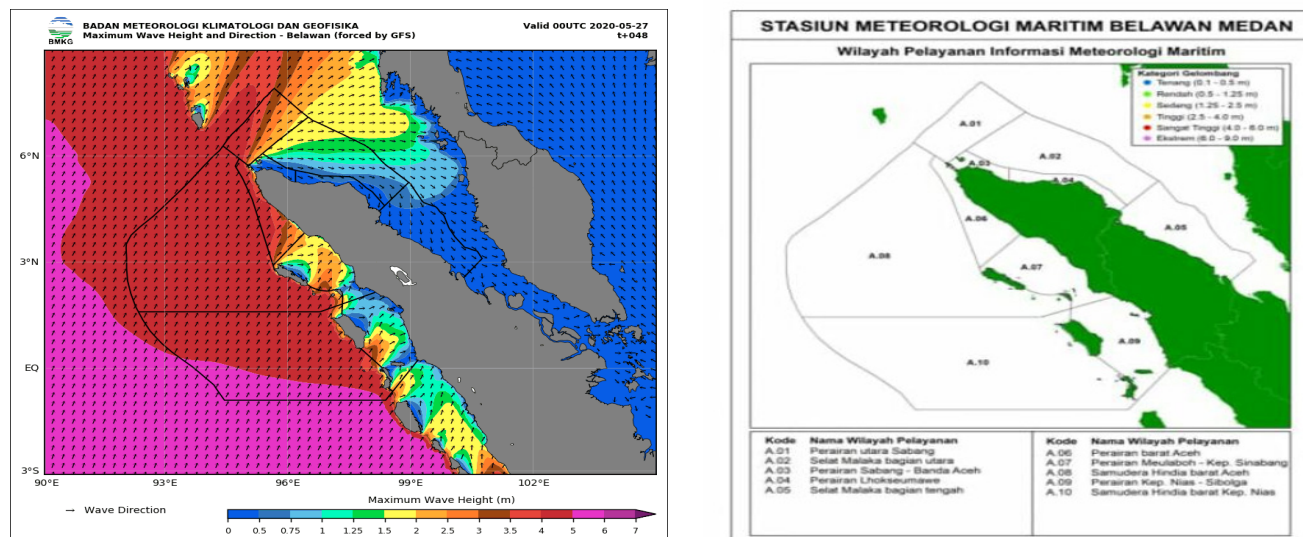 BADAN METEOROLOGI KLIMATOLOGI DAN GEOFISIKA
Maximum Wave Height and Direction - Belawan (forced by GFS)
Valid 00UTC 2020-05-27
t+048
BMKG
6°N
3°N
EQ
3°S
90°E
93°E
96°E
99°E
102°E
Maximum Wave Height (m)
→ Wave Direction
0 0.5 0.75 1 1.25 1.5 2 2.5 3 3.5 4 5 6 7
STASIUN METEOROLOGI MARITIM BELAWAN MEDAN
Wilayah Pelayanan Informasi Meteorologi Maritim
Kategori Gelombang
Tenang (0.1 - 0.5 m)
Rendah (0.5 - 1.25 m)
Sedang (1.25 - 2.5 m)
Tinggi (2.5 - 4.0 m)
Sangat Tinggi (4.0 - 6.0 m)
Ekstrem (6.0 - 9.0 m)
A.01
A.02
A.03
A.04
A.05
A.06
A.07
A.08
A.09
A.10
Kode Nama Wilayah Pelayanan
A.01 Perairan utara Sabang
A.02 Selat Malaka bagian utara
A.03 Perairan Sabang - Banda Aceh
A.04 Perairan Lhokseumawe
A.05 Selat Malaka bagian tengah
Kode Nama Wilayah Pelayanan
A.06 Perairan barat Aceh
A.07 Perairan Meulaboh - Kep. Sinabang
A.08 Samudera Hindia barat Aceh
A.09 Perairan Kep. Nias - Sibolga
A.10 Samudera Hindia barat Kep. Nias